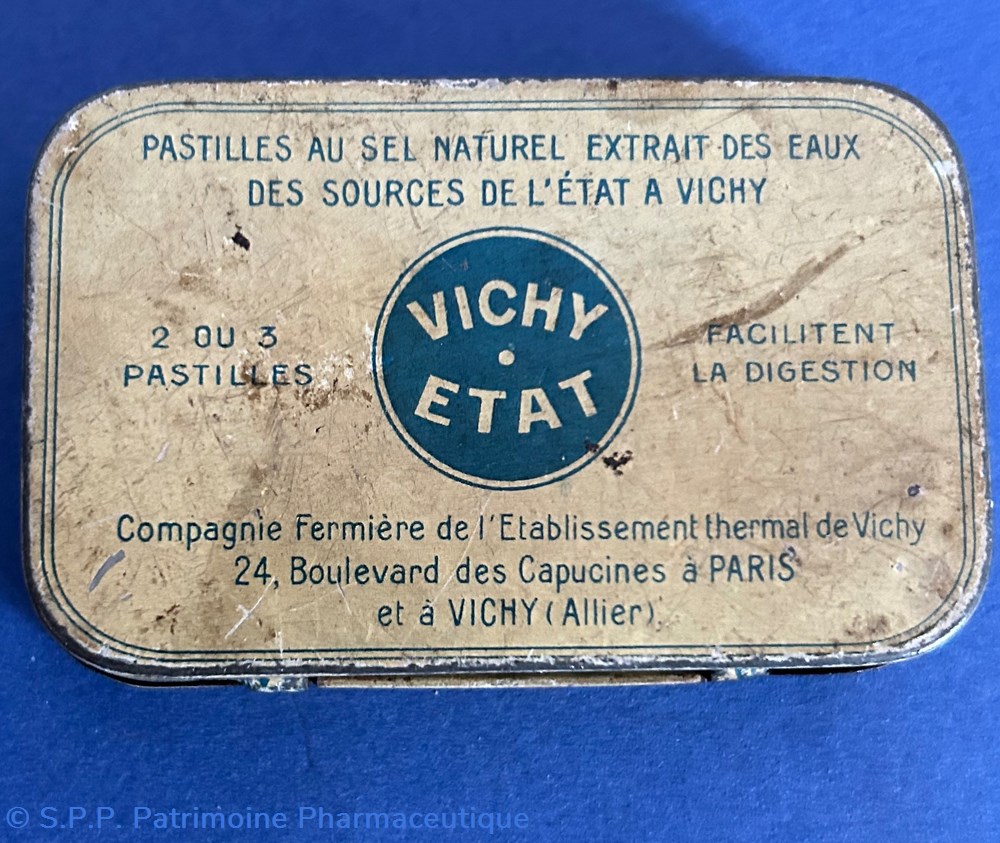 PASTILLES AU SEL NATUREL EXTRAIT DES EAUX
DES SOURCES DE L'ÉTAT A VICHY
2 OU 3
PASTILLES
VICHY
ETAT
FACILITENT
LA DIGESTION
Compagnie Fermière de l'Etablissement thermal de Vichy
24, Boulevard des Capucines à PARIS
et à VICHY (Allier)
© S.P.P. Patrimoine Pharmaceutique